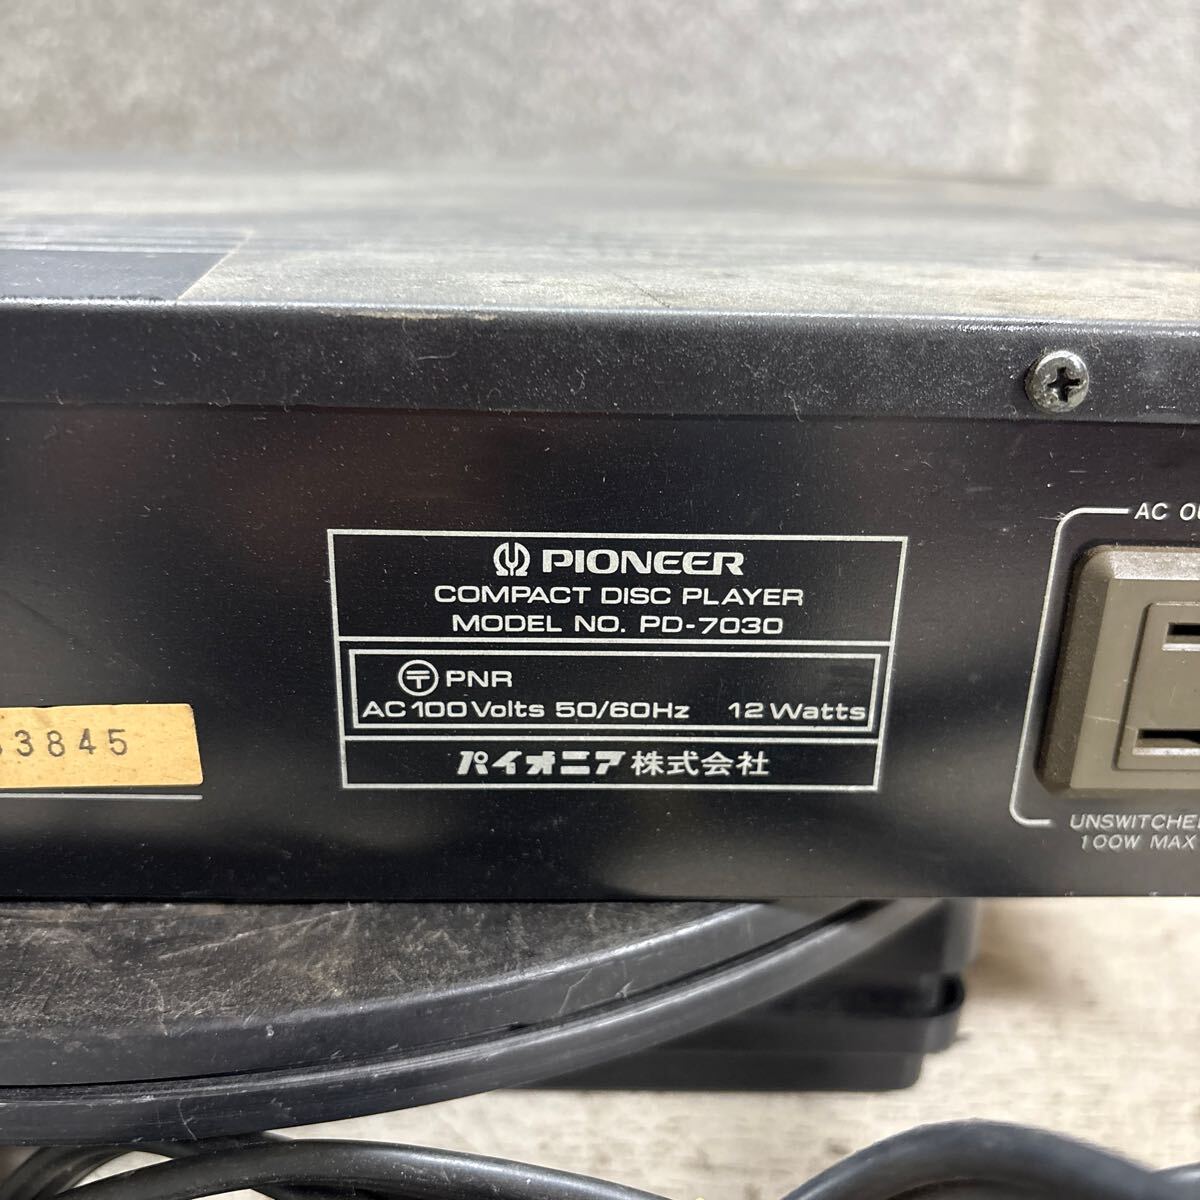 PIONEER
COMPACT DISC PLAYER
MODEL NO. PD-7030
〒 PNR
AC 100 Volts 50/60Hz 12 Watts
パイオニア株式会社
3845
AC
UNSWITCHE
100W MAX